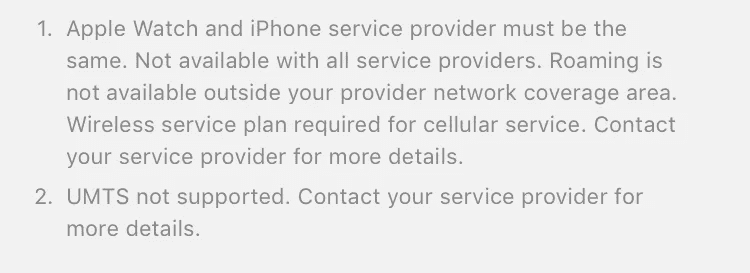 1. Apple Watch and iPhone service provider must be the
same. Not available with all service providers. Roaming is
not available outside your provider network coverage area.
Wireless service plan required for cellular service. Contact
your service provider for more details.
2. UMTS not supported. Contact your service provider for
more details.